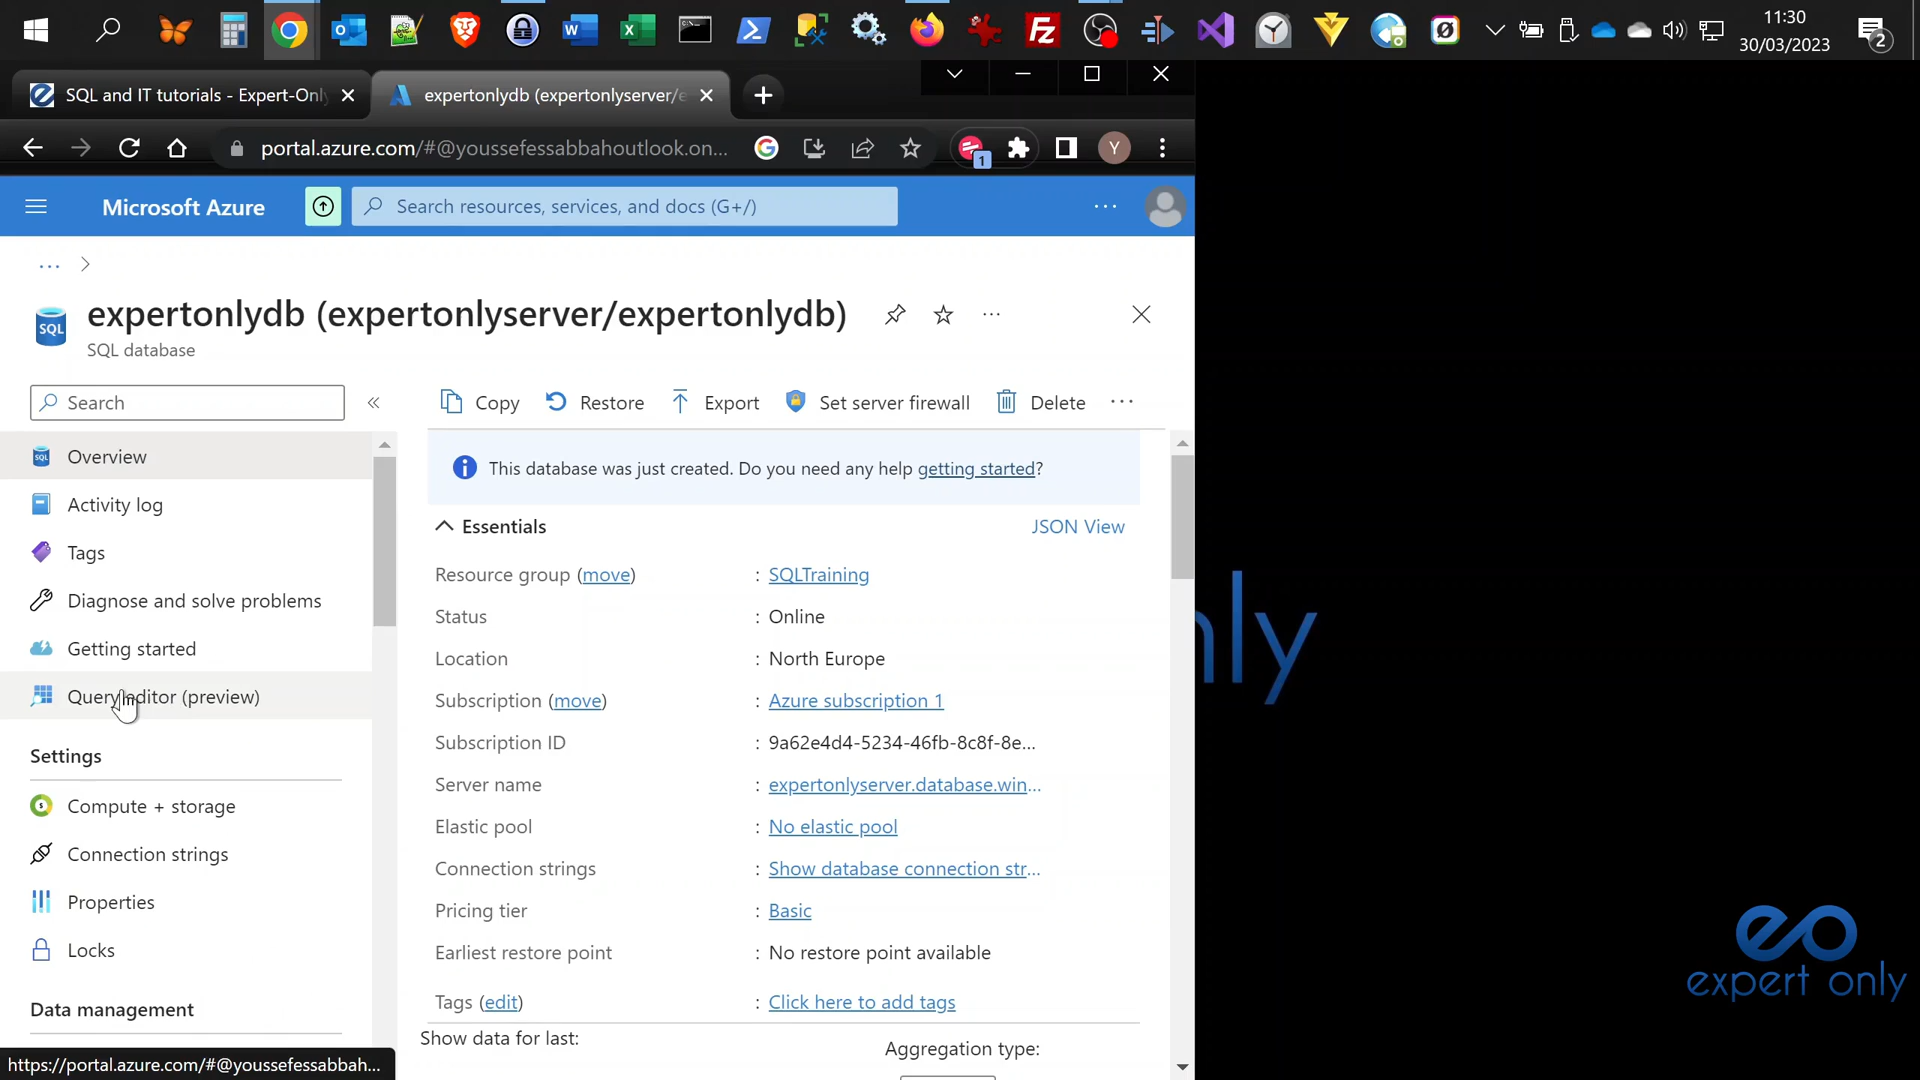 11:30
30/03/2023
2
SQL and IT tutorials - Expert-Onl
expertonlydb (expertonlyserver/e
portal.azure.com/#@youssefessabbahoutlook.on...
1
Y
Microsoft Azure
Search resources, services, and docs (G+/)
expertonlydb (expertonlyserver/expertonlydb)
SQL database
Search
Copy
Restore
Export
Set server firewall
Delete
Overview
Activity log
Tags
Diagnose and solve problems
Getting started
Query editor (preview)
Settings
Compute + storage
Connection strings
Properties
Locks
Data management
This database was just created. Do you need any help getting started?
Essentials
JSON View
Resource group (move) : SQLTraining
Status : Online
Location : North Europe
Subscription (move) : Azure subscription 1
Subscription ID : 9a62e4d4-5234-46fb-8c8f-8e...
Server name : expertonlyserver.database.win...
Elastic pool : No elastic pool
Connection strings : Show database connection str...
Pricing tier : Basic
Earliest restore point : No restore point available
Tags (edit) : Click here to add tags
Show data for last:
Aggregation type:
https://portal.azure.com/#@youssefessabbah...
nly
expert only